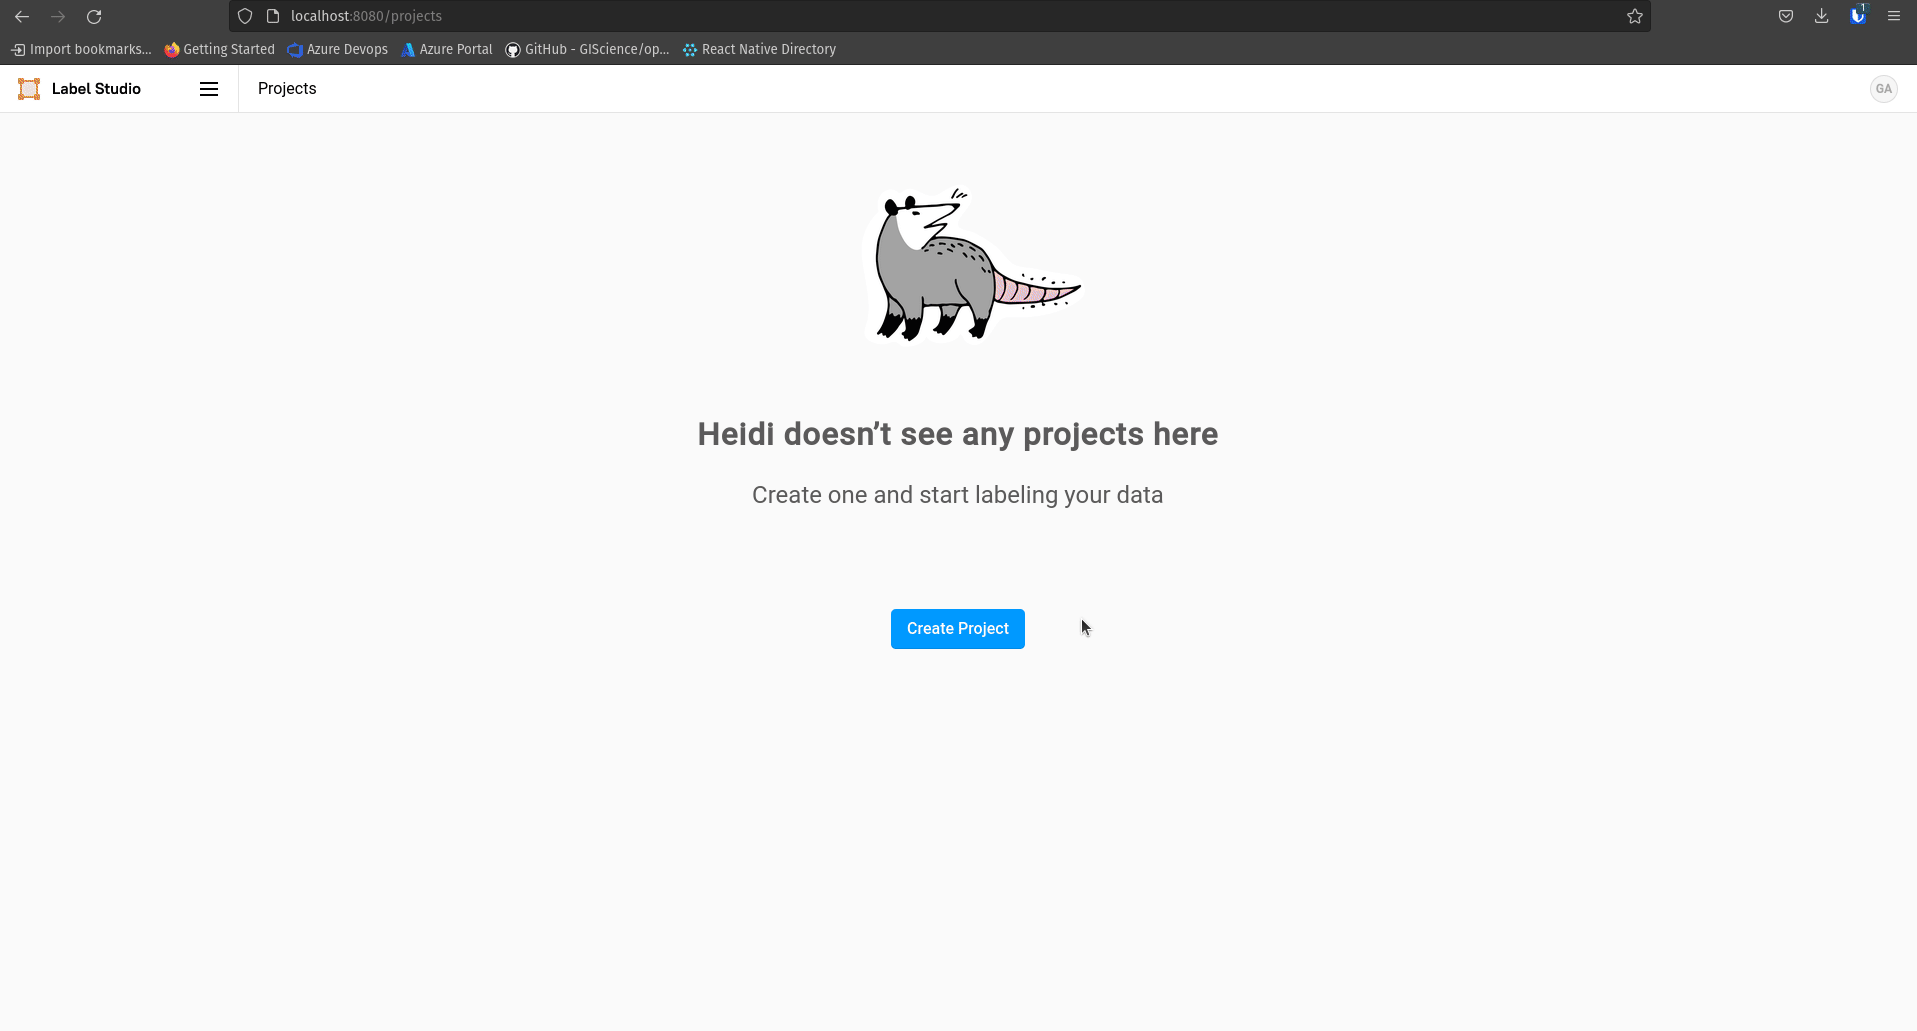 localhost:8080/projects
1
Import bookmarks...
Getting Started
Azure Devops
Azure Portal
GitHub - GIScience/op...
React Native Directory
Label Studio
Projects
GA
Heidi doesn’t see any projects here
Create one and start labeling your data
Create Project